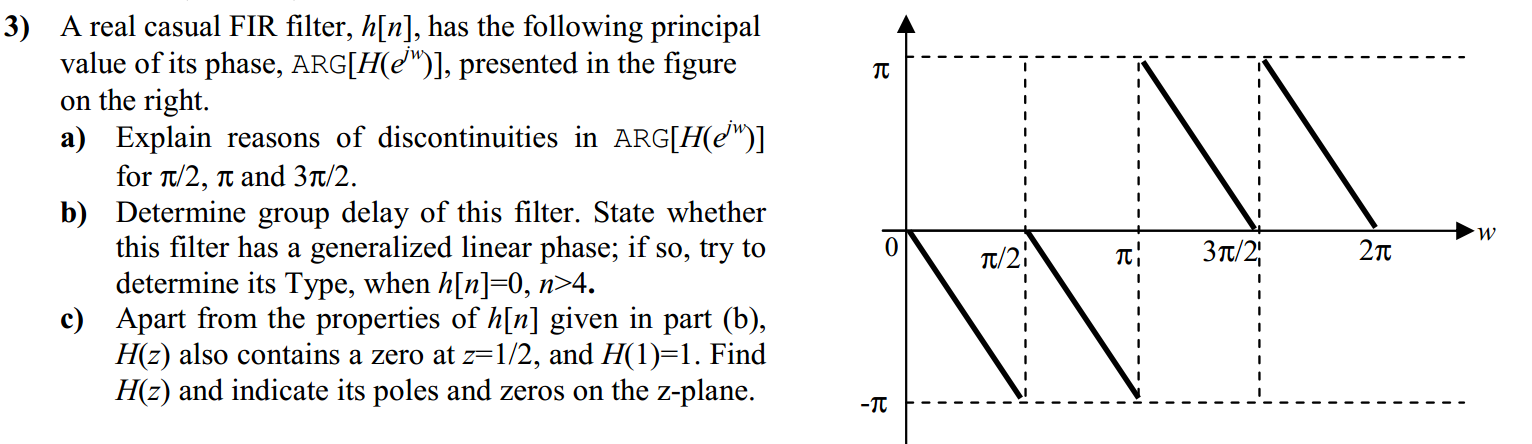 3) A real casual FIR filter, h[n], has the following principal
value of its phase, ARG[H(e^jw)], presented in the figure
on the right.
a) Explain reasons of discontinuities in ARG[H(e^jw)]
for π/2, π and 3π/2.
b) Determine group delay of this filter. State whether
this filter has a generalized linear phase; if so, try to
determine its Type, when h[n]=0, n>4.
c) Apart from the properties of h[n] given in part (b),
H(z) also contains a zero at z=1/2, and H(1)=1. Find
H(z) and indicate its poles and zeros on the z-plane.
π
0 π/2 π 3π/2 2π w
-π